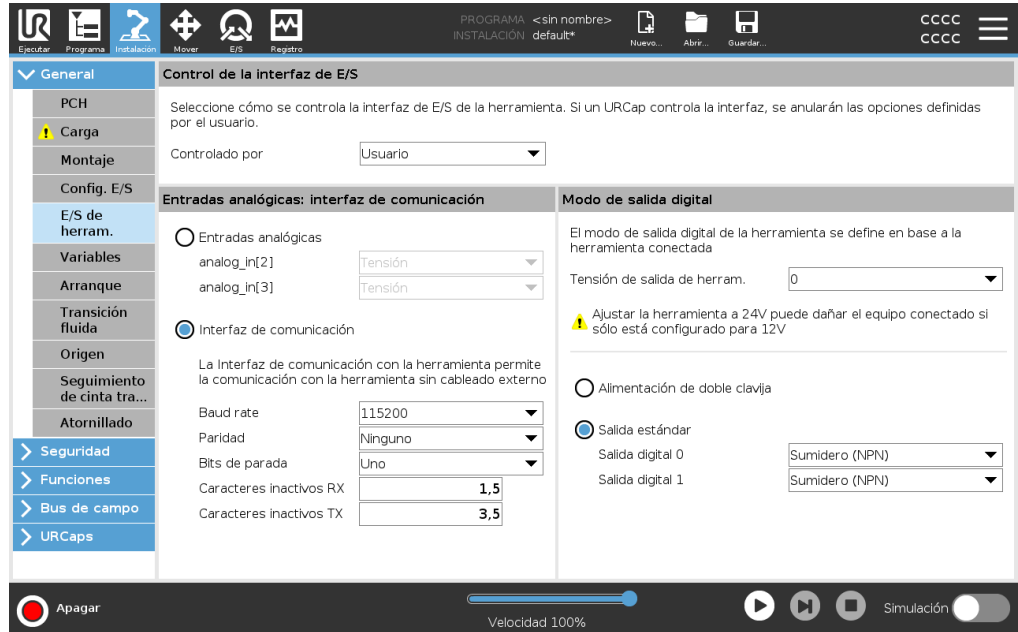 UR
Ejecutar
Programa
Instalación
Mover
E/S
Registro
PROGRAMA <sin nombre>
INSTALACIÓN default*
Nuevo...
Abrir...
Guardar...
CCCC
CCCC
General
PCH
Carga
Montaje
Config. E/S
E/S de
herram.
Variables
Arranque
Transición
fluida
Origen
Seguimiento
de cinta tra...
Atornillado
Seguridad
Funciones
Bus de campo
URCaps
Control de la interfaz de E/S
Seleccione cómo se controla la interfaz de E/S de la herramienta. Si un URCap controla la interfaz, se anularán las opciones definidas
por el usuario.
Controlado por Usuario
Entradas analógicas: interfaz de comunicación
Entradas analógicas
analog_in[2] Tensión
analog_in[3] Tensión
Interfaz de comunicación
La Interfaz de comunicación con la herramienta permite
la comunicación con la herramienta sin cableado externo
Baud rate 115200
Paridad Ninguno
Bits de parada Uno
Caracteres inactivos RX 1,5
Caracteres inactivos TX 3,5
Modo de salida digital
El modo de salida digital de la herramienta se define en base a la
herramienta conectada
Tensión de salida de herram. 0
Ajustar la herramienta a 24V puede dañar el equipo conectado si
sólo está configurado para 12V
Alimentación de doble clavija
Salida estándar
Salida digital 0 Sumidero (NPN)
Salida digital 1 Sumidero (NPN)
Apagar
Velocidad 100%
Simulación